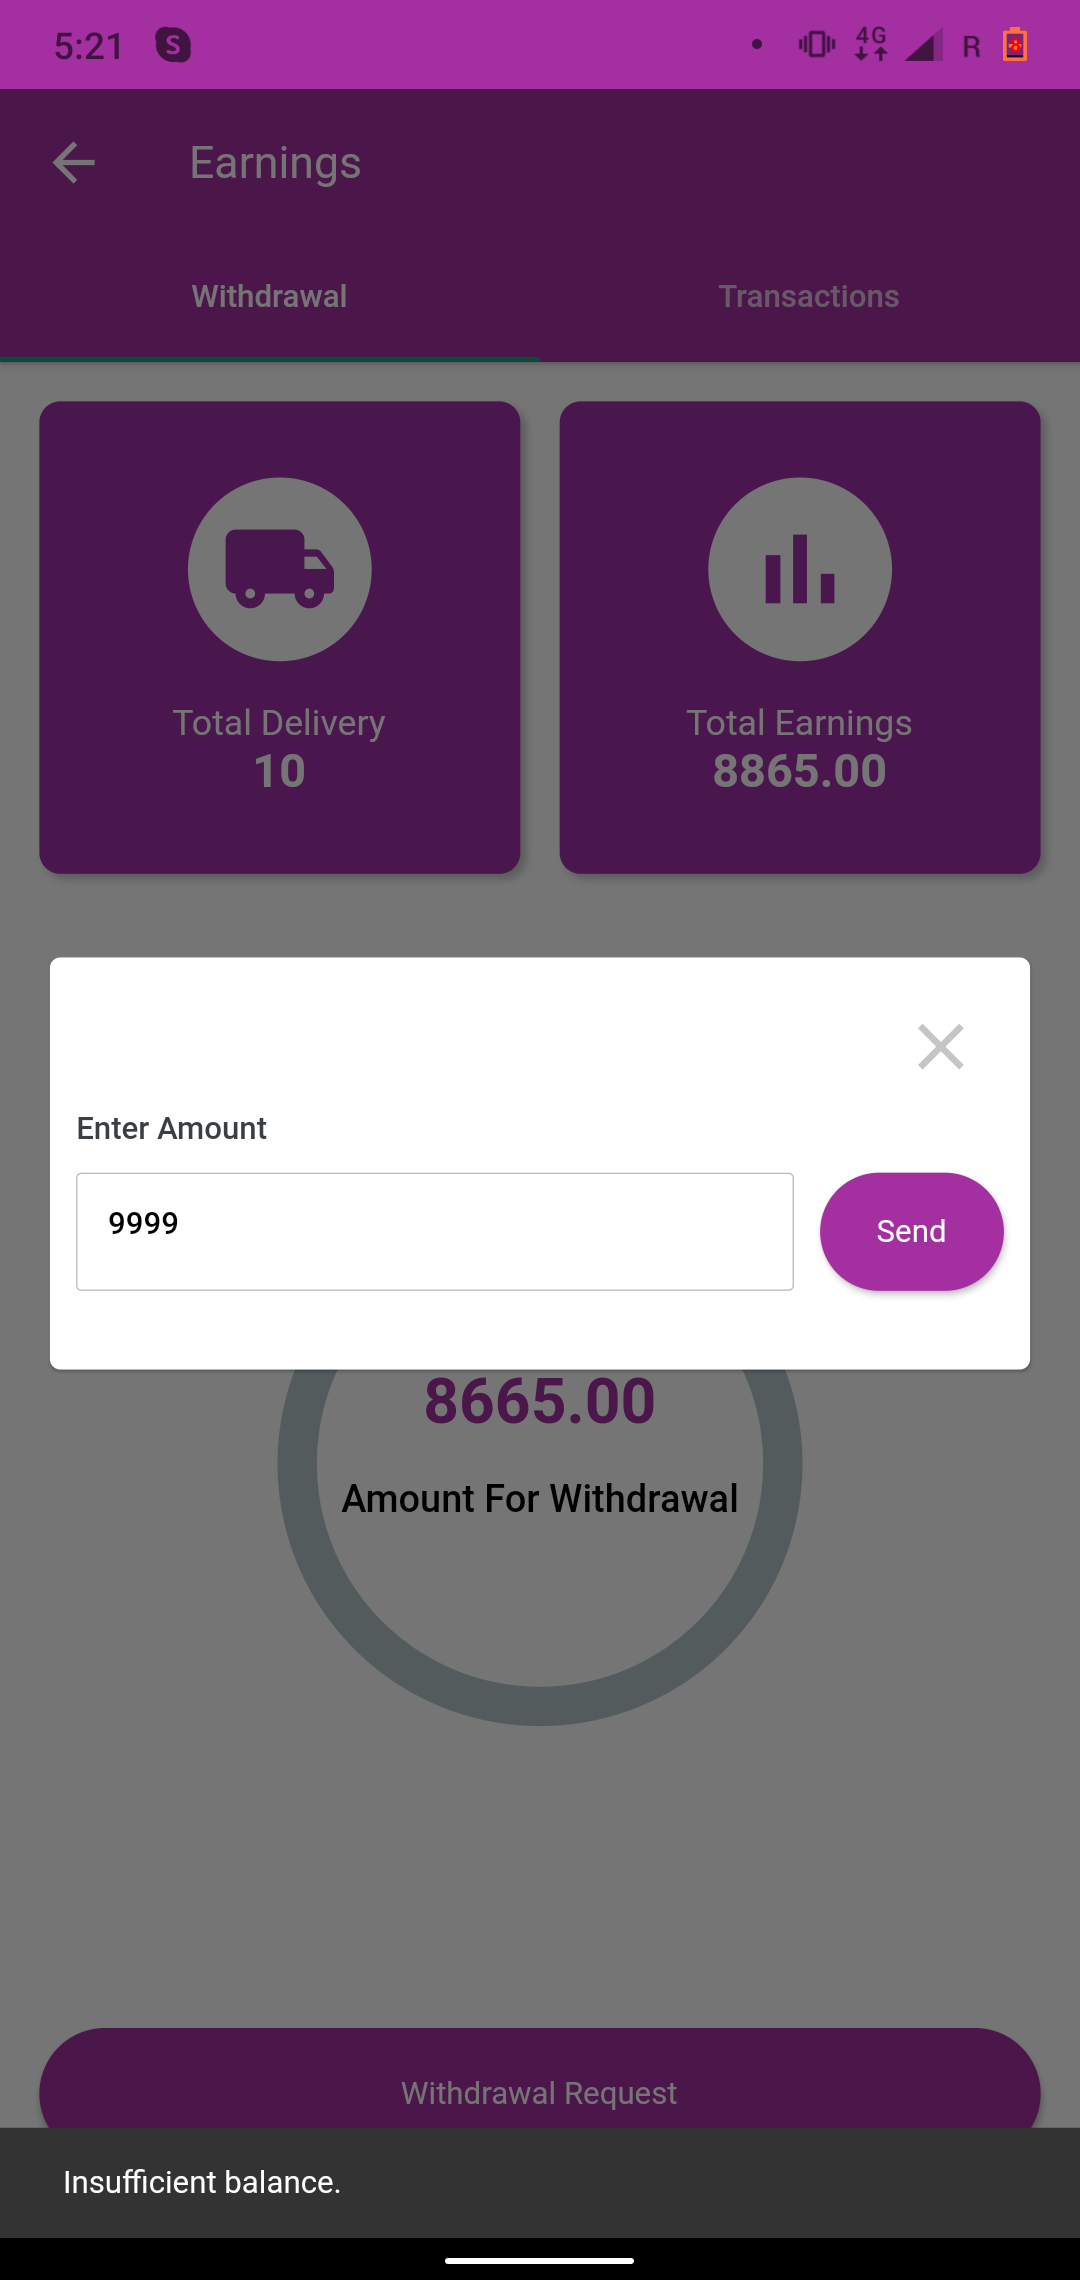 5:21
S
4G
R
Earnings
Withdrawal
Transactions
Total Delivery
10
Total Earnings
8865.00
Enter Amount
9999
Send
8665.00
Amount For Withdrawal
Withdrawal Request
Insufficient balance.